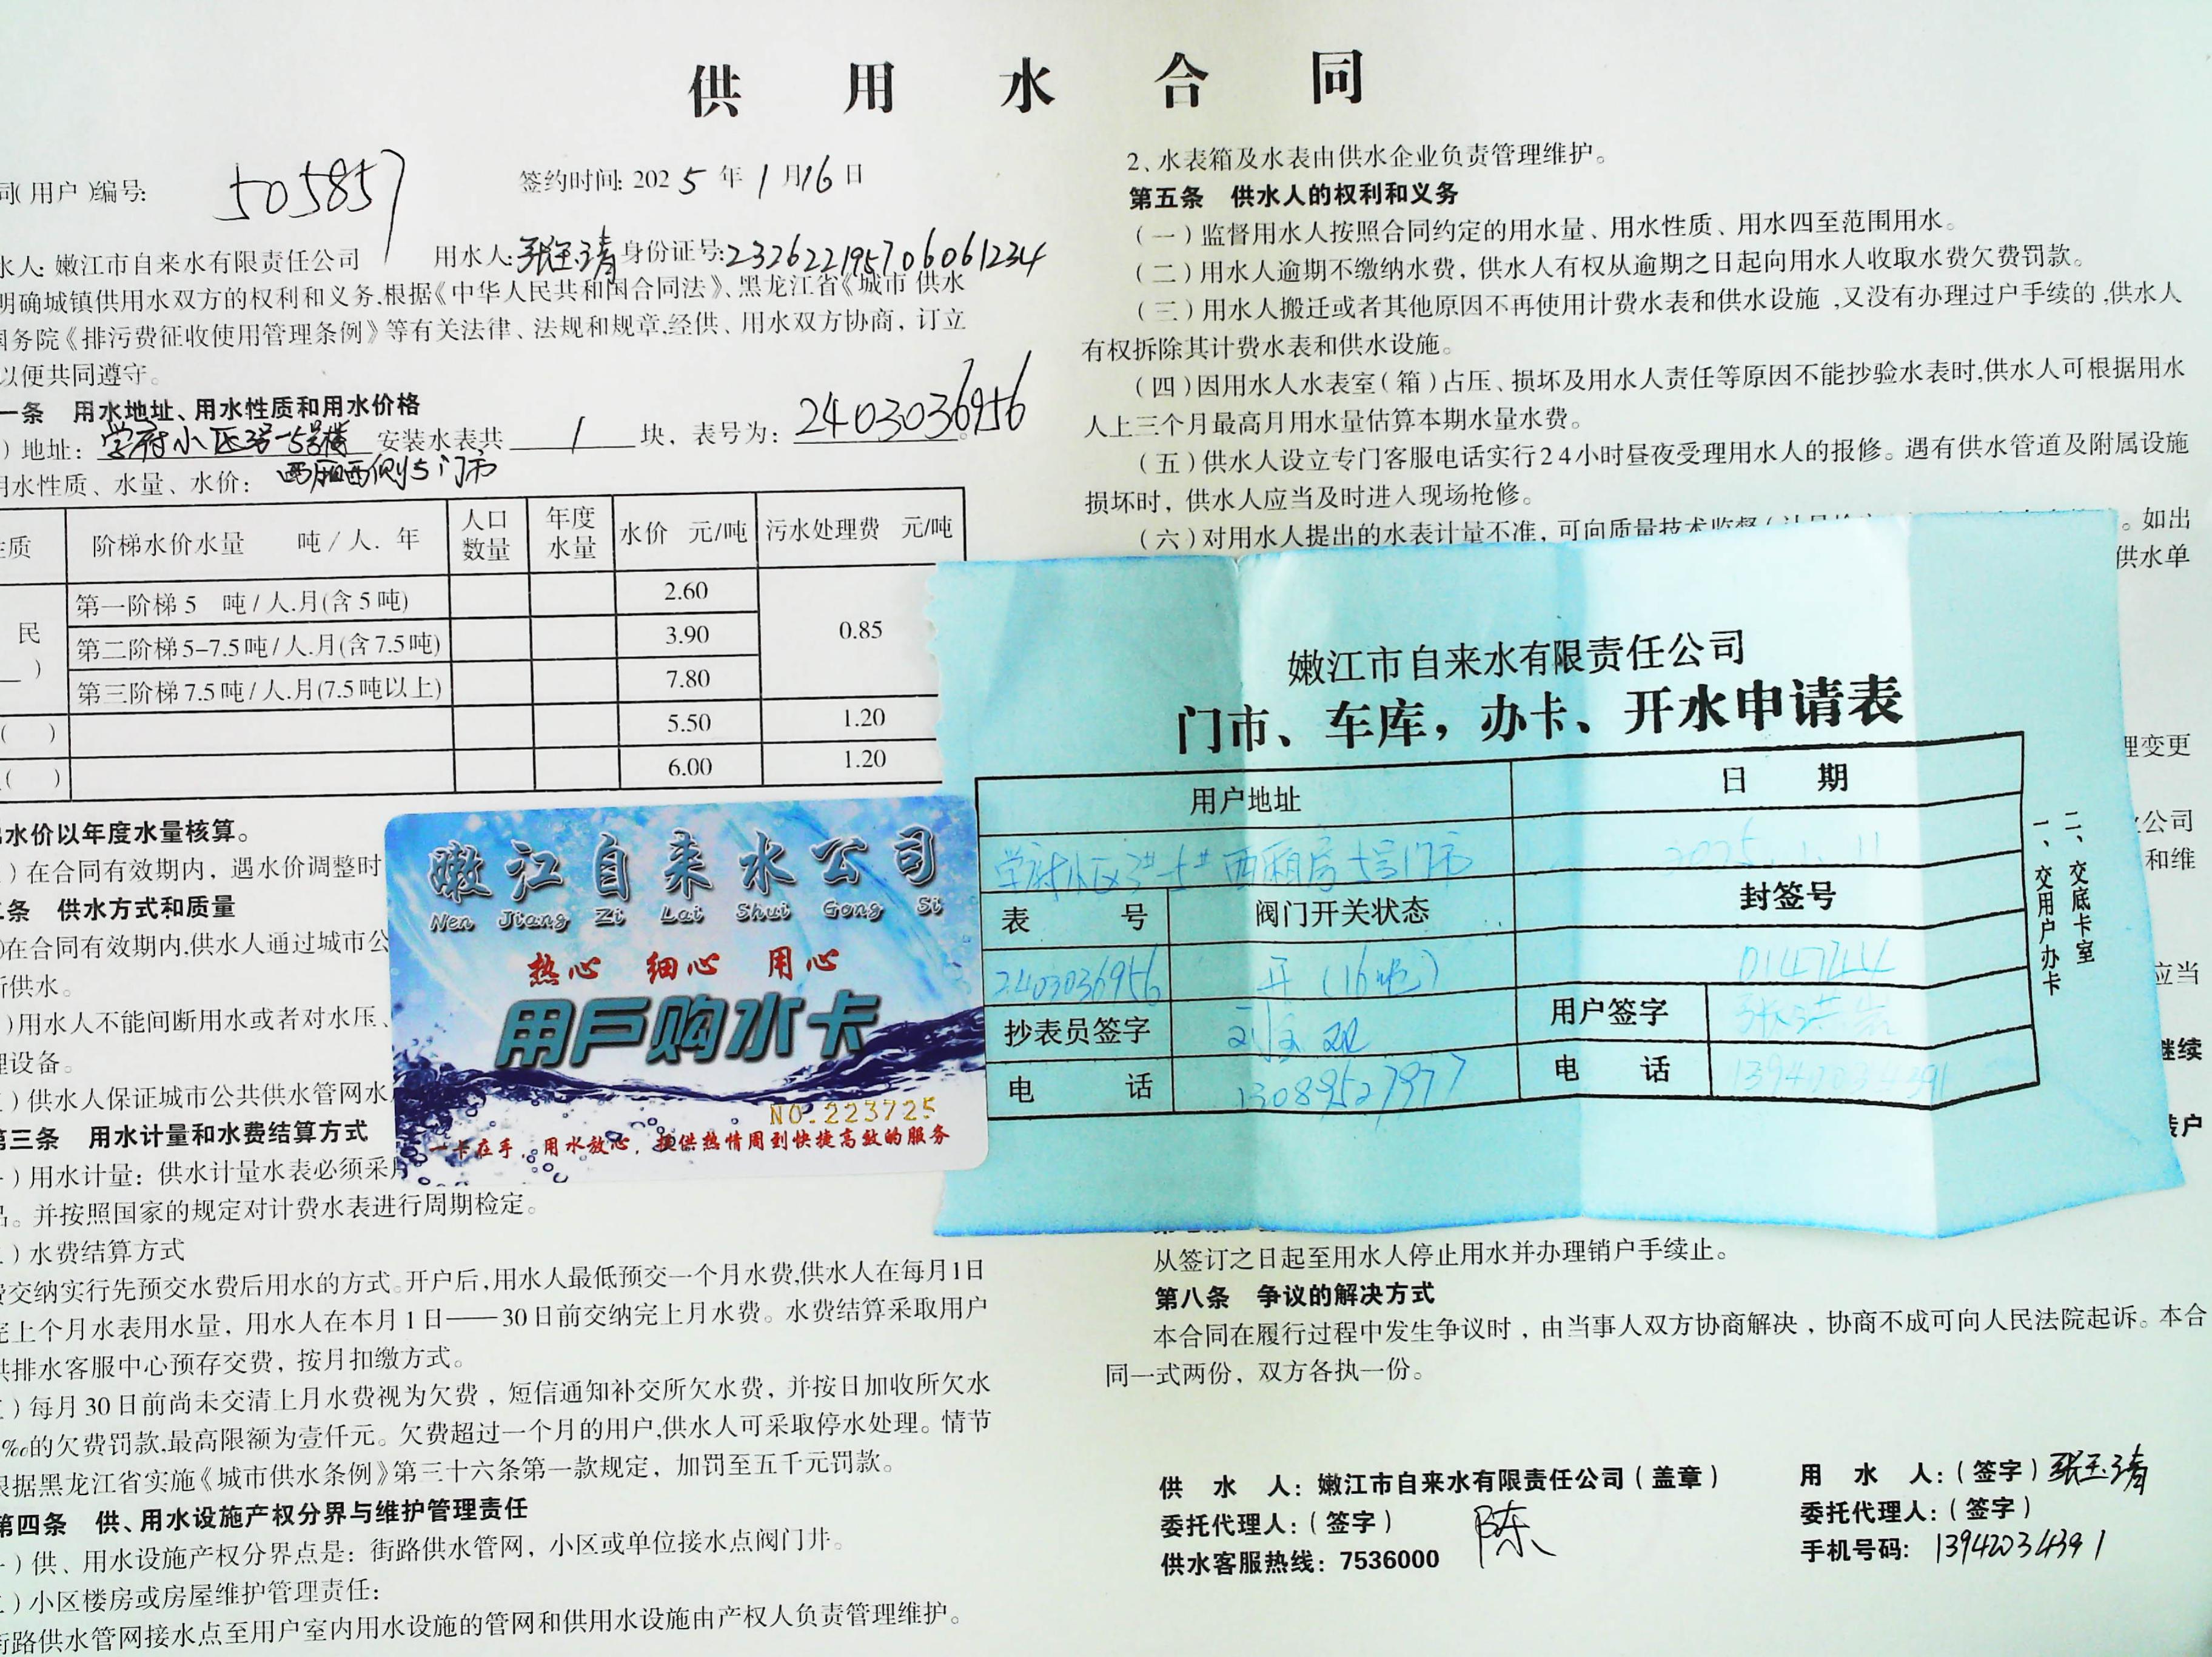 供 用 水 合 同
同(用户)编号: 505857 签约时间: 2025年1月16日
水人: 嫩江市自来水有限责任公司 用水人: 张玉清 身份证号: 232622195706061234
明确城镇供用水双方的权利和义务,根据《中华人民共和国合同法》、黑龙江省《城市 供水
国务院《排污费征收使用管理条例》等有关法律、法规和规章,经供、用水双方协商，订立
以便共同遵守。
一条 用水地址、用水性质和用水价格
)地址: 学府小区 安装水表共 1 块，表号为: 2403036956
西厢西侧5门市
用水性质、水量、水价:
性质 阶梯水价水量 吨/人.年 人口数量 年度水量 水价 元/吨 污水处理费 元/吨
民 第一阶梯 5 吨/人.月(含5吨) 2.60 0.85
第二阶梯 5-7.5吨/人.月(含7.5吨) 3.90
) 第三阶梯 7.5吨/人.月(7.5吨以上) 7.80
( ) 5.50 1.20
( ) 6.00 1.20
水价以年度水量核算。
)在合同有效期内，遇水价调整时
条 供水方式和质量
)在合同有效期内,供水人通过城市公
所供水。
)用水人不能间断用水或者对水压、
理设备。
)供水人保证城市公共供水管网水
第三条 用水计量和水费结算方式
)用水计量：供水计量水表必须采用
品。并按照国家的规定对计费水表进行周期检定。
)水费结算方式
费交纳实行先预交水费后用水的方式。开户后,用水人最低预交一个月水费,供水人在每月1日
完上个月水表用水量，用水人在本月1日——30日前交纳完上月水费。水费结算采取用户
供排水客服中心预存交费，按月扣缴方式。
)每月30日前尚未交清上月水费视为欠费，短信通知补交所欠水费，并按日加收所欠水
‰的欠费罚款,最高限额为壹仟元。欠费超过一个月的用户,供水人可采取停水处理。情节
根据黑龙江省实施《城市供水条例》第三十六条第一款规定，加罚至五千元罚款。
第四条 供、用水设施产权分界与维护管理责任
)供、用水设施产权分界点是：街路供水管网，小区或单位接水点阀门井。
)小区楼房或房屋维护管理责任：
街路供水管网接水点至用户室内用水设施的管网和供用水设施由产权人负责管理维护。
2、水表箱及水表由供水企业负责管理维护。
第五条 供水人的权利和义务
(一)监督用水人按照合同约定的用水量、用水性质、用水四至范围用水。
(二)用水人逾期不缴纳水费，供水人有权从逾期之日起向用水人收取水费欠费罚款。
(三)用水人搬迁或者其他原因不再使用计费水表和供水设施,又没有办理过户手续的,供水人
有权拆除其计费水表和供水设施。
(四)因用水人水表室(箱)占压、损坏及用水人责任等原因不能抄验水表时,供水人可根据用水
人上三个月最高月用水量估算本期水量水费。
(五)供水人设立专门客服电话实行24小时昼夜受理用水人的报修。遇有供水管道及附属设施
损坏时，供水人应当及时进入现场抢修。
(六)对用水人提出的水表计量不准，可向质量技术监督 。如出
供水单
理变更
公司
和维
应当
继续
户
嫩江市自来水有限责任公司
门市、车库，办卡、开水申请表
用户地址 日 期
学府小区 西厢房 门市 2025.1.11
表 号 阀门开关状态 封签号
2403036956 开 (16吨) 0147244
抄表员签字 用户签字
电 话 13089527977 电 话 13942034391
一、交用户办卡
二、交底卡室
嫩江自来水公司
Nen Jiang Zi Lai Shui Gong Si
热心 细心 用心
用戶购水卡
NO.223725
一卡在手，用水放心，提供热情周到快捷高效的服务
从签订之日起至用水人停止用水并办理销户手续止。
第八条 争议的解决方式
本合同在履行过程中发生争议时，由当事人双方协商解决，协商不成可向人民法院起诉。本合
同一式两份，双方各执一份。
供 水 人：嫩江市自来水有限责任公司(盖章) 用 水 人：(签字) 张玉清
委托代理人：(签字) 陈 委托代理人：(签字)
供水客服热线：7536000 手机号码: 13942034391